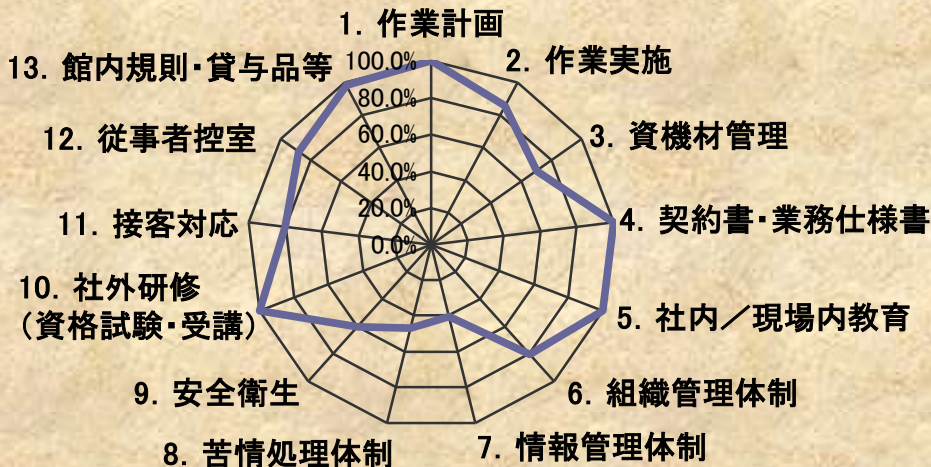 1. 作業計画
2. 作業実施
3. 資機材管理
4. 契約書・業務仕様書
5. 社内／現場内教育
6. 組織管理体制
7. 情報管理体制
8. 苦情処理体制
9. 安全衛生
10. 社外研修
（資格試験・受講）
11. 接客対応
12. 従事者控室
13. 館内規則・貸与品等
100.0%
80.0%
60.0%
40.0%
20.0%
0.0%